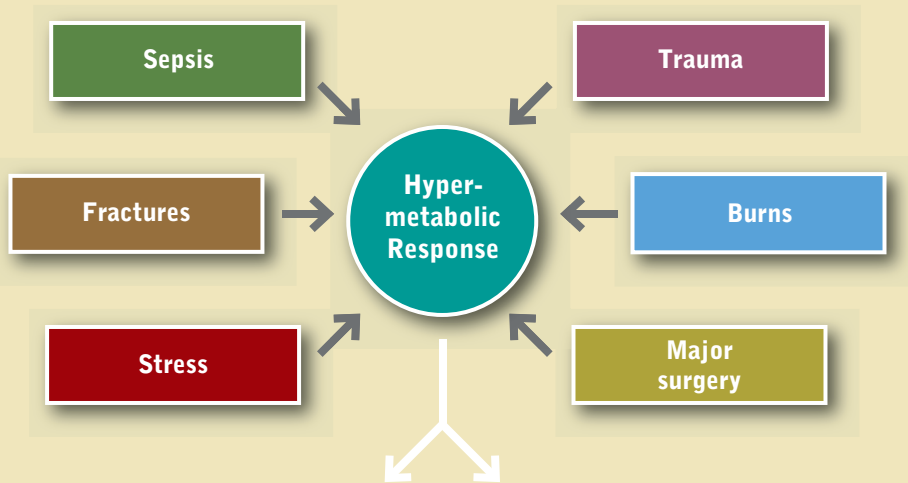 Sepsis
Trauma
Hyper-
metabolic
Response
Fractures
Burns
Stress
Major
surgery